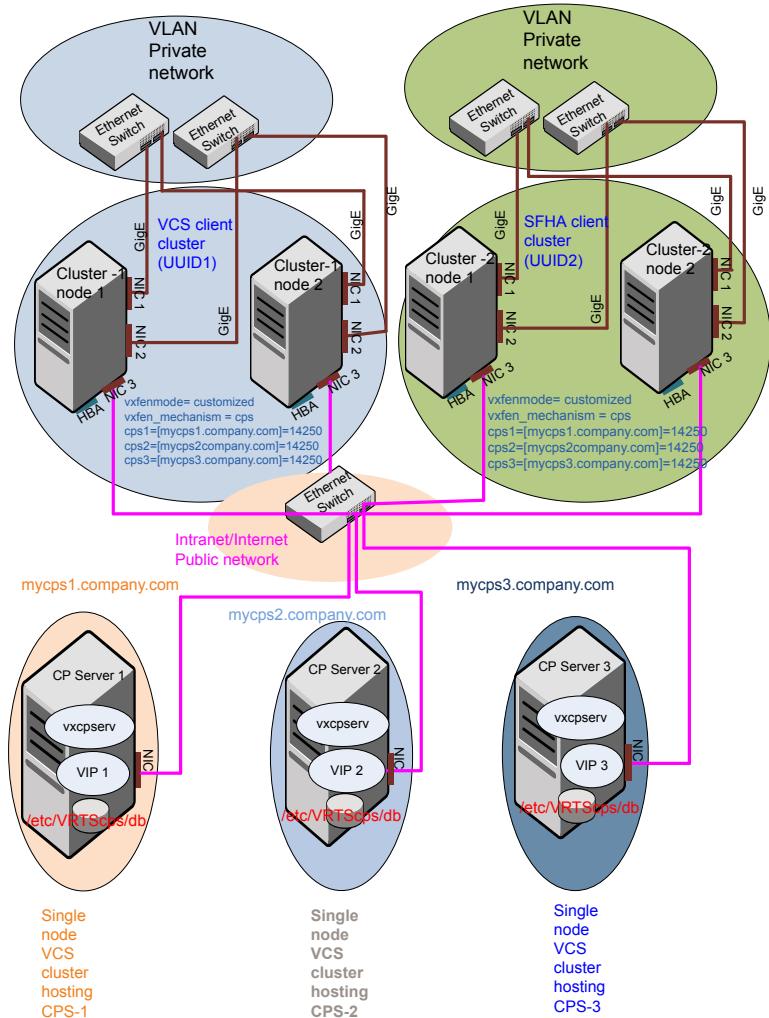 VLAN
Private
network
VLAN
Private
network
Ethernet
Switch
Ethernet
Switch
Ethernet
Switch
Ethernet
Switch
GigE
GigE
GigE
GigE
GigE
GigE
GigE
GigE
VCS client
cluster
(UUID1)
SFHA client
cluster
(UUID2)
Cluster -1
node 1
NIC 1
NIC 2
NIC 3
HBA
Cluster-1
node 2
NIC 1
NIC 2
NIC 3
HBA
Cluster -2
node 1
NIC 1
NIC 2
NIC 3
HBA
Cluster-2
node 2
NIC 1
NIC 2
NIC 3
HBA
vxfenmode= customized
vxfen_mechanism = cps
cps1=[mycps1.company.com]=14250
cps2=[mycps2company.com]=14250
cps3=[mycps3.company.com]=14250
vxfenmode= customized
vxfen_mechanism = cps
cps1=[mycps1.company.com]=14250
cps2=[mycps2company.com]=14250
cps3=[mycps3.company.com]=14250
Ethernet
Switch
Intranet/Internet
Public network
mycps1.company.com
mycps2.company.com
mycps3.company.com
CP Server 1
vxcpserv
VIP 1
NIC
/etc/VRTScps/db
CP Server 2
vxcpserv
VIP 2
NIC
/etc/VRTScps/db
CP Server 3
vxcpserv
VIP 3
NIC
/etc/VRTScps/db
Single
node
VCS
cluster
hosting
CPS-1
Single
node
VCS
cluster
hosting
CPS-2
Single
node
VCS
cluster
hosting
CPS-3